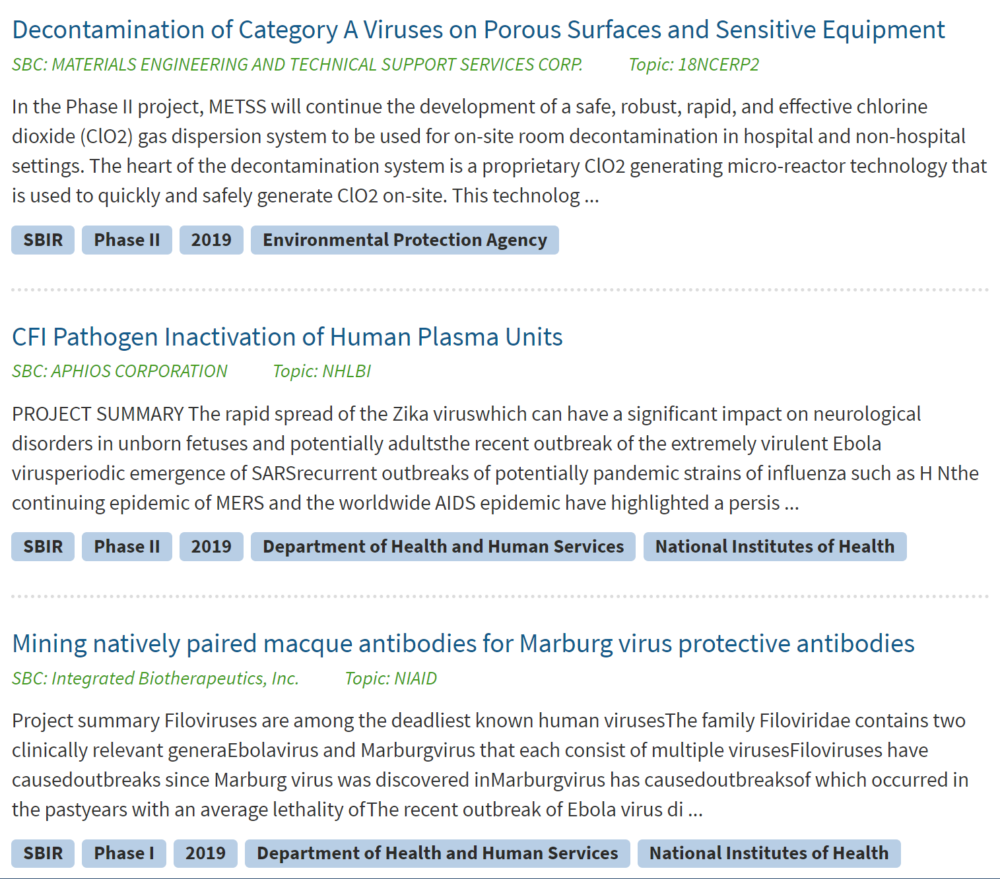 Decontamination of Category A Viruses on Porous Surfaces and Sensitive Equipment
SBC: MATERIALS ENGINEERING AND TECHNICAL SUPPORT SERVICES CORP. Topic: 18NCERP2
In the Phase II project, METSS will continue the development of a safe, robust, rapid, and effective chlorine
dioxide (ClO2) gas dispersion system to be used for on-site room decontamination in hospital and non-hospital
settings. The heart of the decontamination system is a proprietary ClO2 generating micro-reactor technology that
is used to quickly and safely generate ClO2 on-site. This technolog ...
SBIR Phase II 2019 Environmental Protection Agency
CFI Pathogen Inactivation of Human Plasma Units
SBC: APHIOS CORPORATION Topic: NHLBI
PROJECT SUMMARY The rapid spread of the Zika viruswhich can have a significant impact on neurological
disorders in unborn fetuses and potentially adultsthe recent outbreak of the extremely virulent Ebola
virusperiodic emergence of SARSrecurrent outbreaks of potentially pandemic strains of influenza such as H Nthe
continuing epidemic of MERS and the worldwide AIDS epidemic have highlighted a persis ...
SBIR Phase II 2019 Department of Health and Human Services National Institutes of Health
Mining natively paired macque antibodies for Marburg virus protective antibodies
SBC: Integrated Biotherapeutics, Inc. Topic: NIAID
Project summary Filoviruses are among the deadliest known human virusesThe family Filoviridae contains two
clinically relevant generaEbolavirus and Marburgvirus that each consist of multiple virusesFiloviruses have
causedoutbreaks since Marburg virus was discovered inMarburgvirus has causedoutbreaksof which occurred in
the pastyears with an average lethality ofThe recent outbreak of Ebola virus di ...
SBIR Phase I 2019 Department of Health and Human Services National Institutes of Health